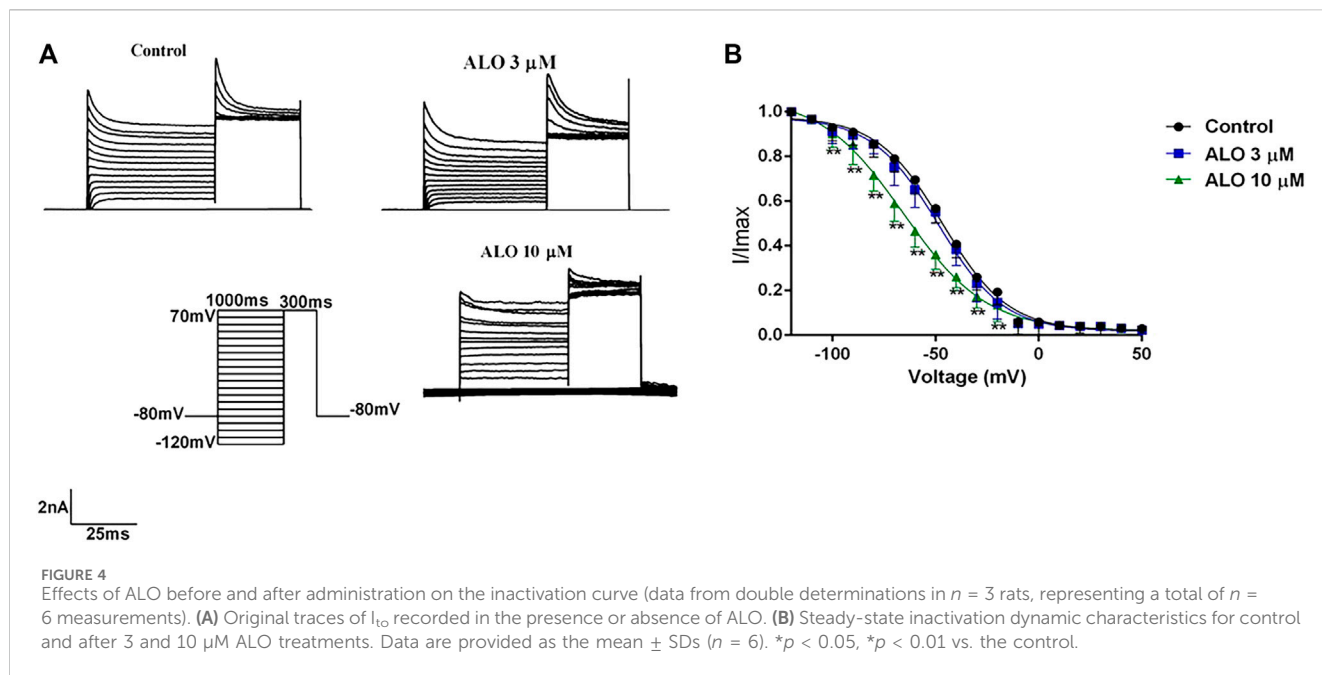 A
Control
ALO 3 µM
ALO 10 µM
1000ms 300ms
70mV
-80mV
-80mV
-120mV
2nA
25ms
B
1.0
0.8
0.6
0.4
0.2
0.0
I/Imax
** ** ** ** ** ** ** ** **
-100 -50 0 50
Voltage (mV)
Control
ALO 3 µM
ALO 10 µM
FIGURE 4
Effects of ALO before and after administration on the inactivation curve (data from double determinations in n = 3 rats, representing a total of n =
6 measurements). (A) Original traces of Ito recorded in the presence or absence of ALO. (B) Steady-state inactivation dynamic characteristics for control
and after 3 and 10 µM ALO treatments. Data are provided as the mean ± SDs (n = 6). *p < 0.05, *p < 0.01 vs. the control.